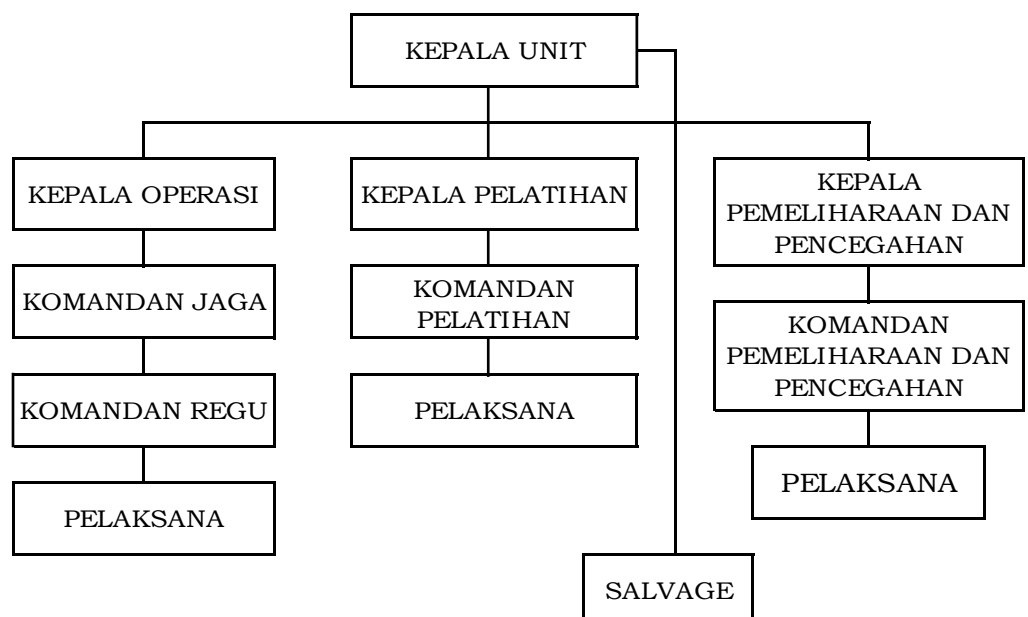 KEPALA UNIT
KEPALA OPERASI
KOMANDAN JAGA
KOMANDAN REGU
PELAKSANA
KEPALA PELATIHAN
KOMANDAN
PELATIHAN
PELAKSANA
KEPALA
PEMELIHARAAN DAN
PENCEGAHAN
KOMANDAN
PEMELIHARAAN DAN
PENCEGAHAN
PELAKSANA
SALVAGE